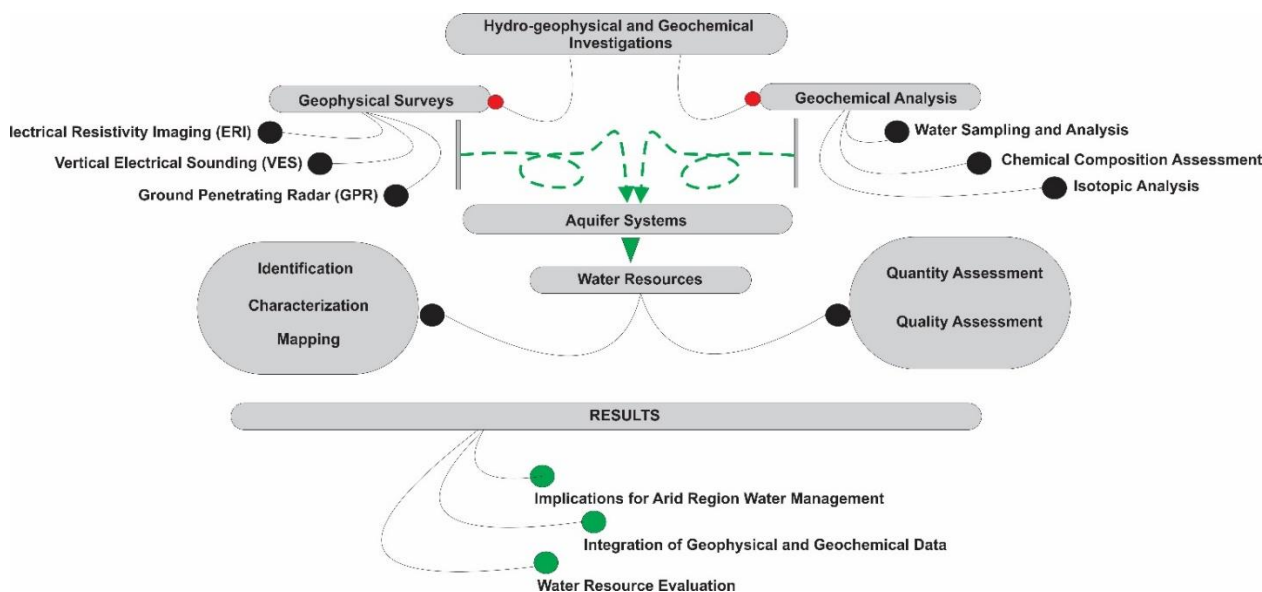 Hydro-geophysical and Geochemical
Investigations
Geophysical Surveys
lectrical Resistivity Imaging (ERI)
Vertical Electrical Sounding (VES)
Ground Penetrating Radar (GPR)
Geochemical Analysis
Water Sampling and Analysis
Chemical Composition Assessment
Isotopic Analysis
Aquifer Systems
Water Resources
Identification
Characterization
Mapping
Quantity Assessment
Quality Assessment
RESULTS
Implications for Arid Region Water Management
Integration of Geophysical and Geochemical Data
Water Resource Evaluation